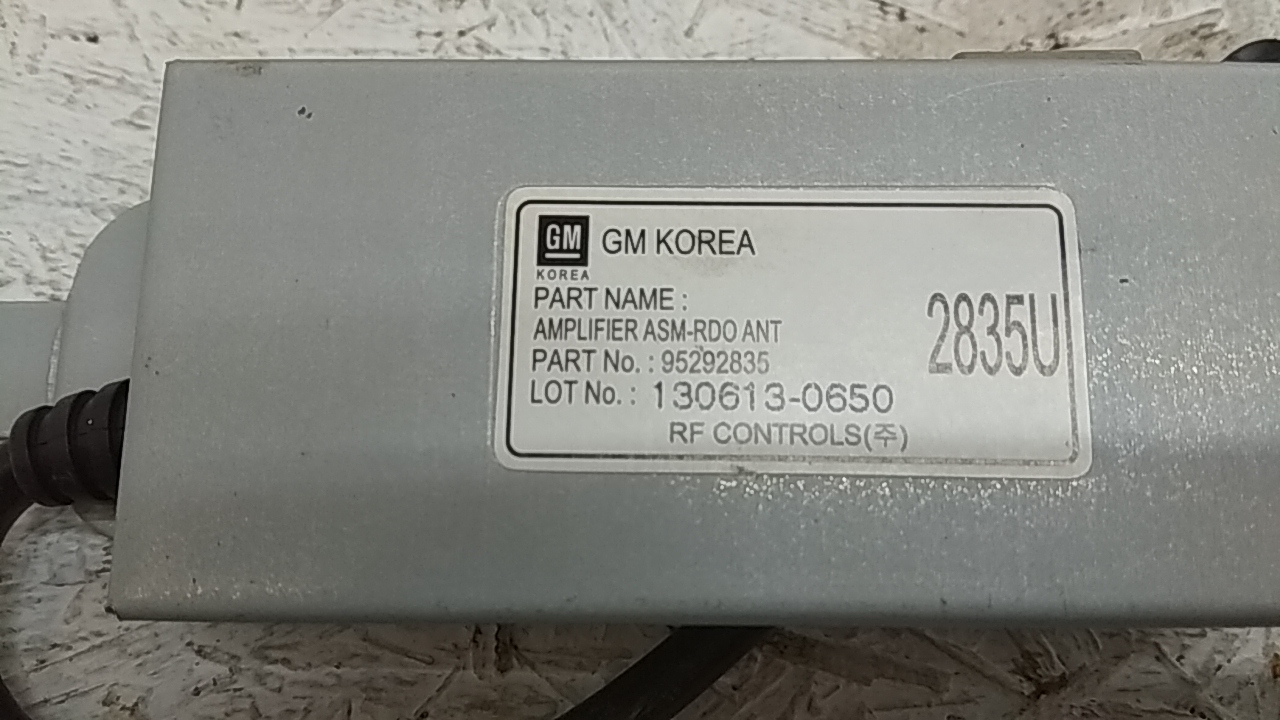 GM
KOREA
GM KOREA
PART NAME :
AMPLIFIER ASM-RDO ANT
PART No. : 95292835
2835U
LOT No. : 130613-0650
RF CONTROLS(주)